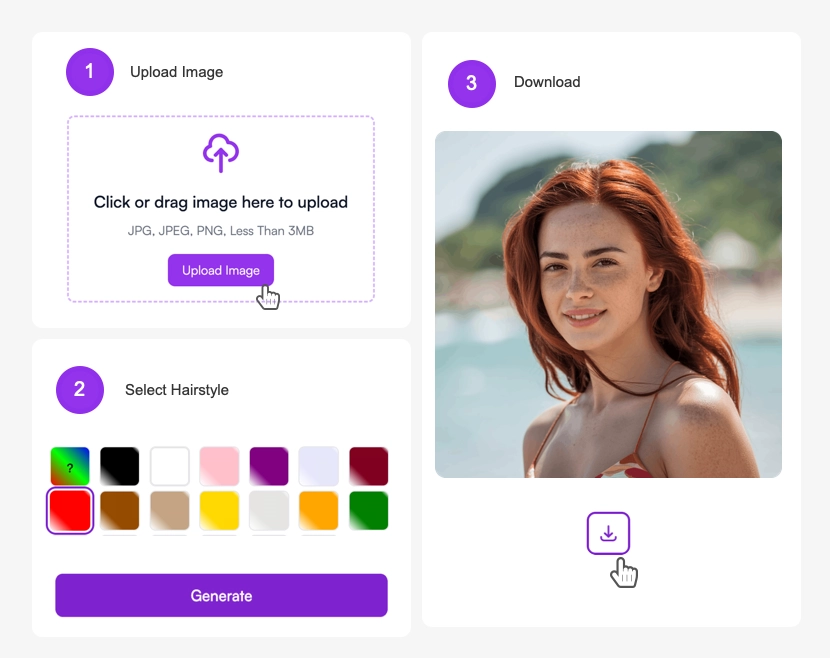 1
Upload Image
Click or drag image here to upload
JPG, JPEG, PNG, Less Than 3MB
Upload Image
2
Select Hairstyle
?
Generate
3
Download